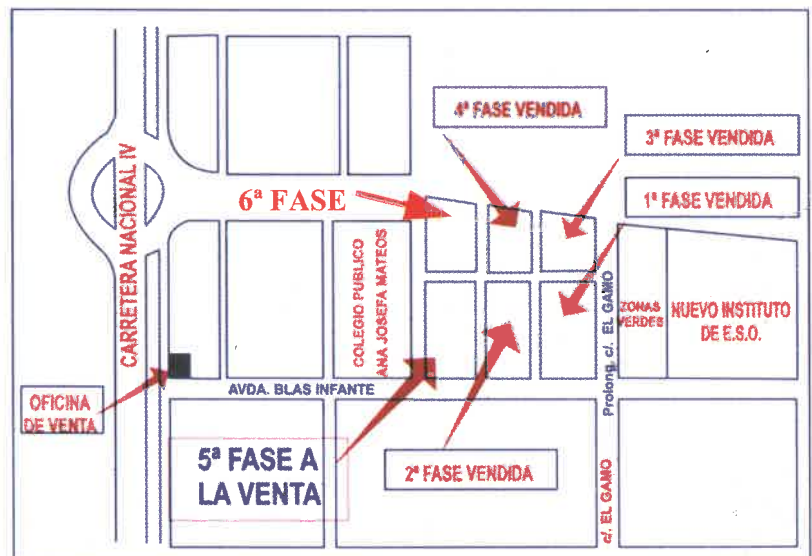 4ª FASE VENDIDA
3ª FASE VENDIDA
6ª FASE
1ª FASE VENDIDA
CARRETERA NACIONAL IV
COLEGIO PUBLICO
ANA JOSEFA MATEOS
Prolong. c/. EL GAMO
ZONAS
VERDES
NUEVO INSTITUTO
DE E.S.O.
AVDA. BLAS INFANTE
OFICINA
DE VENTA
5ª FASE A
LA VENTA
2ª FASE VENDIDA
c/. EL GAMO